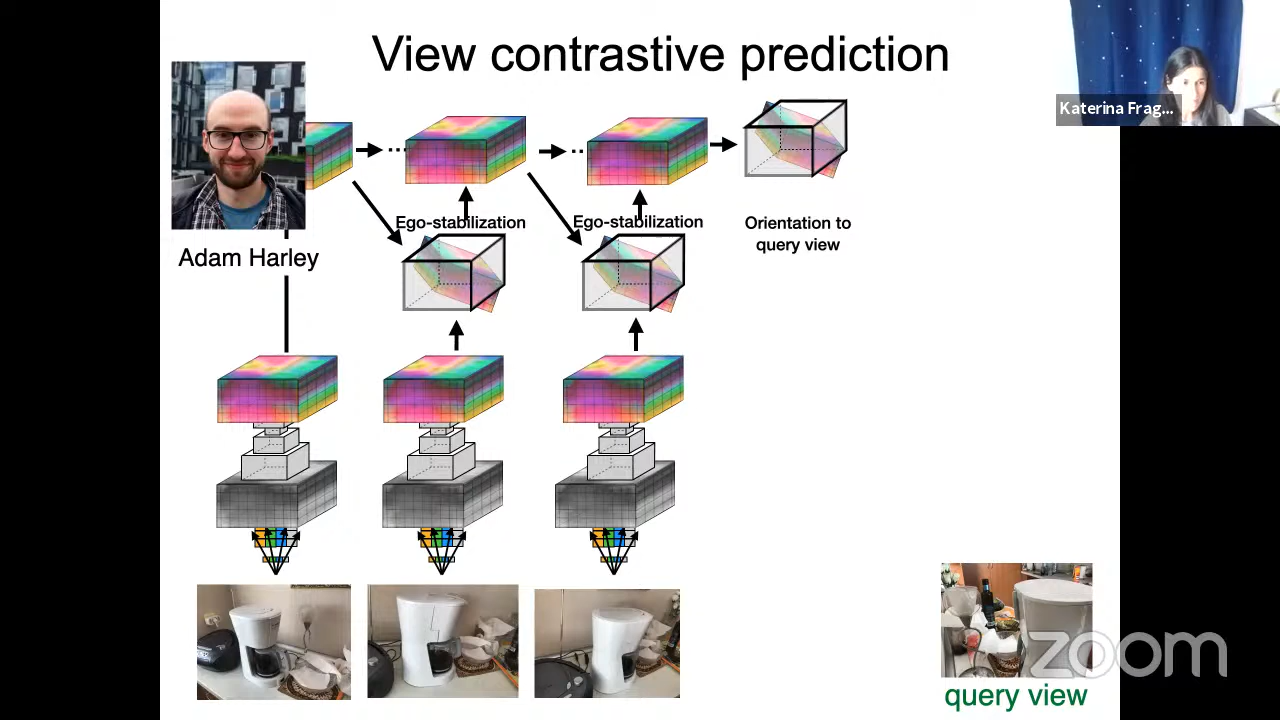 View contrastive prediction
Katerina Frag...
Ego-stabilization
Ego-stabilization
Orientation to
query view
Adam Harley
zoom
query view